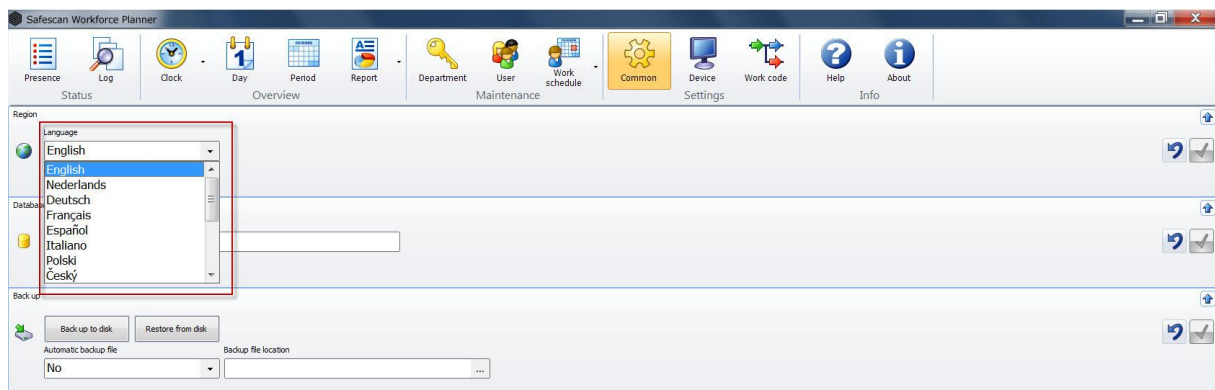 Safescan Workforce Planner
Presence
Log
Clock
Day
Period
Report
Department
User
Work schedule
Common
Device
Work code
Help
About
Status
Overview
Maintenance
Settings
Info
Region
Language
English
English
Nederlands
Deutsch
Français
Español
Italiano
Polski
Český
Back up
Back up to disk
Restore from disk
Automatic backup file
Backup file location
No
...